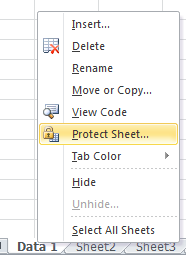 Insert...
Delete
Rename
Move or Copy...
View Code
Protect Sheet...
Tab Color
Hide
Unhide...
Select All Sheets
Data 1 Sheet2 Sheet3